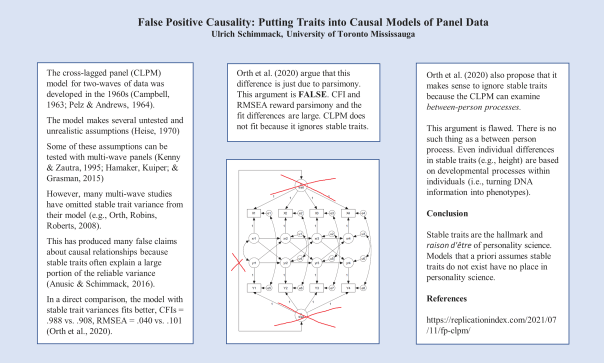 False Positive Causality: Putting Traits into Causal Models of Panel Data
Ulrich Schimmack, University of Toronto Mississauga
The cross-lagged panel (CLPM)
model for two-waves of data was
developed in the 1960s (Campbell,
1963; Pelz & Andrews, 1964).
The model makes several untested and
unrealistic assumptions (Heise, 1970)
Some of these assumptions can be
tested with multi-wave panels (Kenny
& Zautra, 1995; Hamaker, Kuiper; &
Grasman, 2015)
However, many multi-wave studies
have omitted stable trait variance from
their model (e.g., Orth, Robins,
Roberts, 2008).
This has produced many false claims
about causal relationships because
stable traits often explain a large
portion of the reliable variance
(Anusic & Schimmack, 2016).
In a direct comparison, the model with
stable trait variances fits better, CFIs =
.988 vs. .908, RMSEA = .040 vs. .101
(Orth et al., 2020).
Orth et al. (2020) argue that this
difference is just due to parsimony.
This argument is FALSE. CFI and
RMSEA reward parsimony and the
fit differences are large. CLPM does
not fit because it ignores stable traits.
Orth et al. (2020) also propose that it
makes sense to ignore stable traits
because the CLPM can examine
between-person processes.
This argument is flawed. There is no
such thing as a between person
process. Even individual differences
in stable traits (e.g., height) are based
on developmental processes within
individuals (i.e., turning DNA
information into phenotypes).
Conclusion
Stable traits are the hallmark and
raison d'être of personality science.
Models that a priori assumes stable
traits do not exist have no place in
personality science.
References
https://replicationindex.com/2021/07
/11/fp-clpm/